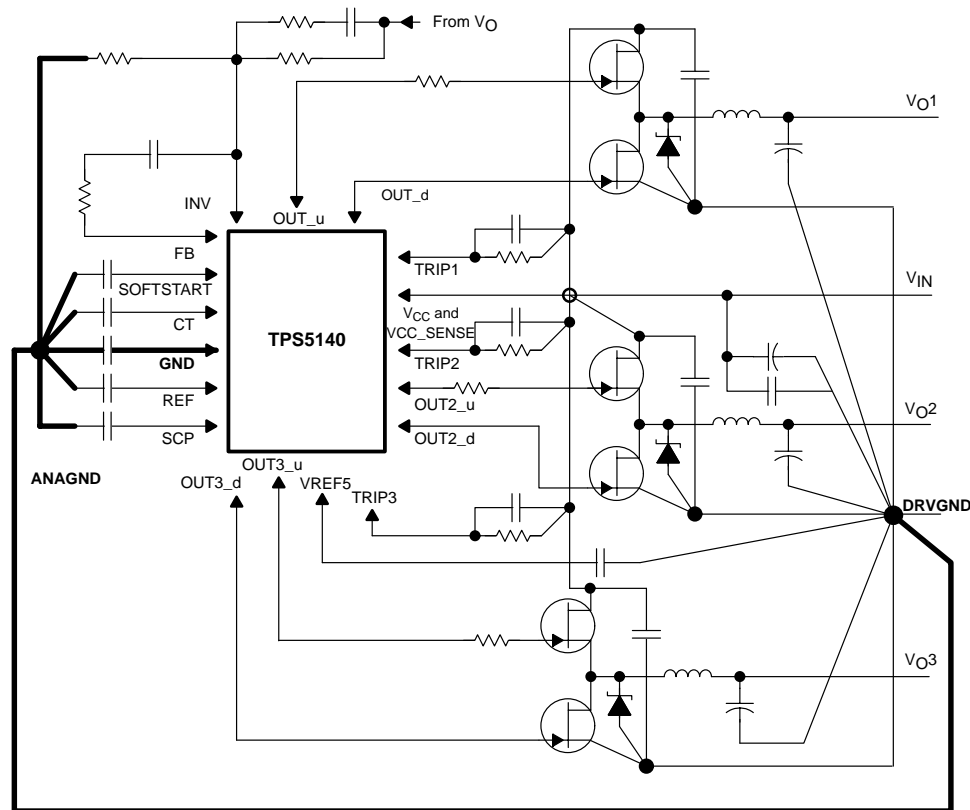 From VO
VO1
OUT_d
INV
OUT_u
FB
TRIP1
SOFTSTART
VIN
VCC and
VCC_SENSE
CT
TPS5140
TRIP2
GND
OUT2_u
REF
VO2
OUT2_d
SCP
OUT3_u
ANAGND
OUT3_d
VREF5
TRIP3
DRVGND
VO3